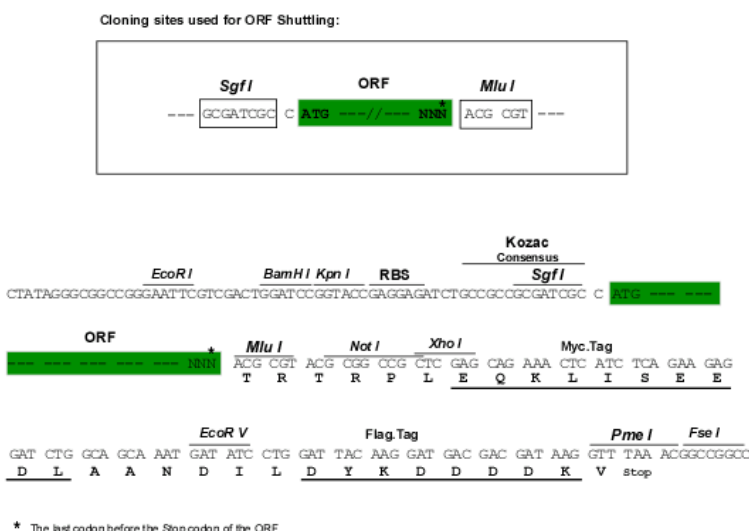 Cloning sites used for ORF Shuttling:
Sgf I ORF Mlu I
*
--- GCGATCGC C ATG ---//--- NNN ACG CGT ---
Kozac
Consensus
EcoR I BamH I Kpn I RBS Sgf I
CTATAGGGCGGCCGGGAATTCGTCGACTGGATCCGGTACCGAGGAGATCTGCCGCCGCGATCGC C ATG --- ---
ORF * Mlu I Not I Xho I Myc.Tag
--- --- --- --- --- --- NNN ACG CGT ACG CGG CCG CTC GAG CAG AAA CTC ATC TCA GAA GAG
T R T R P L E Q K L I S E E
EcoR V Flag.Tag Pme I Fse I
GAT CTG GCA GCA AAT GAT ATC CTG GAT TAC AAG GAT GAC GAC GAT AAG GTT TAA ACGGCCGGCC
D L A A N D I L D Y K D D D D K V Stop
* The last codon before the Stop codon of the ORF